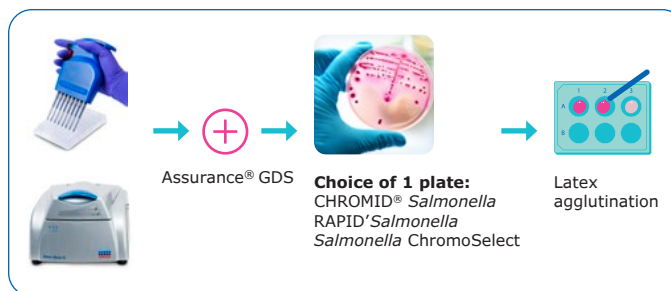 Assurance® GDS
Choice of 1 plate:
CHROMID® Salmonella
RAPID'Salmonella
Salmonella ChromoSelect
Latex
agglutination
1 2 3
A
B